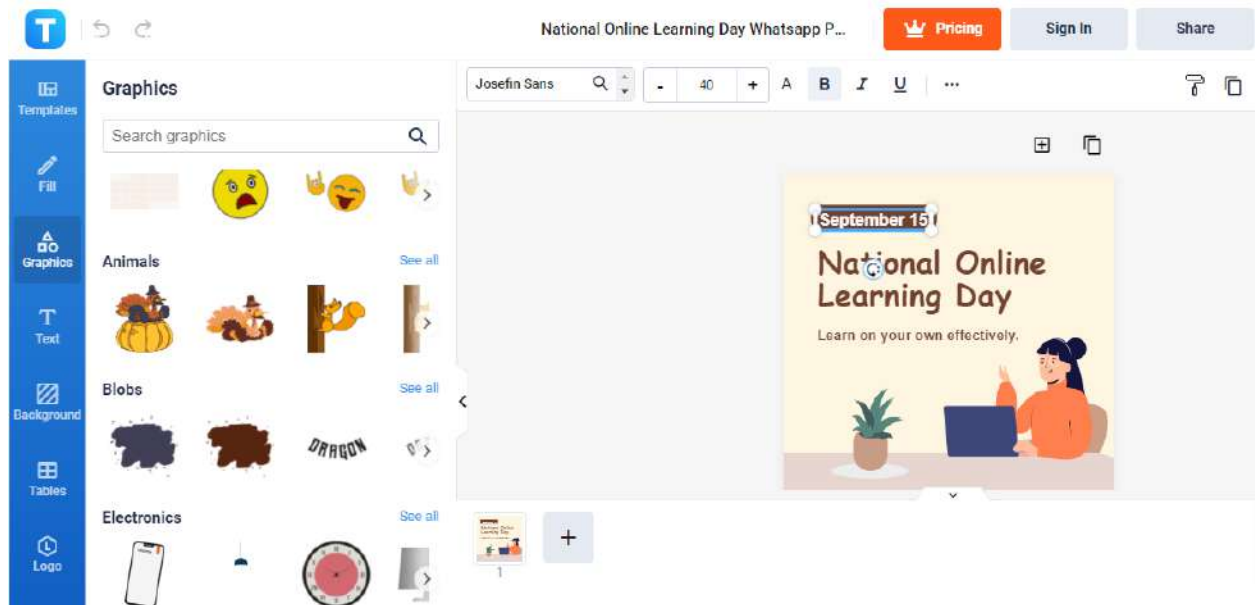 T
National Online Learning Day Whatsapp P...
Pricing
Sign In
Share
Templates
Fill
Graphics
Text
Background
Tables
Logo
Graphics
Search graphics
Animals
See all
Blobs
See all
DRAGON
Electronics
See all
Josefin Sans
- 40 + A B I U ...
September 15
National Online
Learning Day
Learn on your own effectively.
1